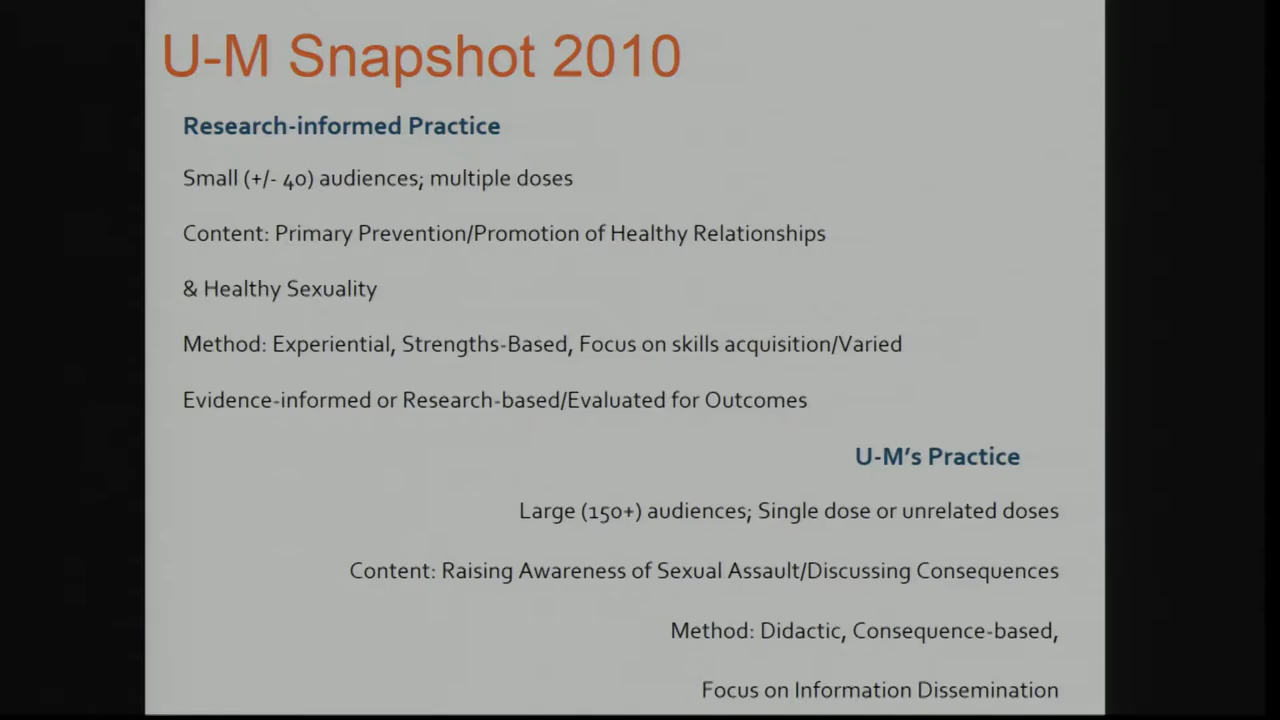 U-M Snapshot 2010
Research-informed Practice
Small (+/- 40) audiences; multiple doses
Content: Primary Prevention/Promotion of Healthy Relationships
& Healthy Sexuality
Method: Experiential, Strengths-Based, Focus on skills acquisition/Varied
Evidence-informed or Research-based/Evaluated for Outcomes
U-M's Practice
Large (150+) audiences; Single dose or unrelated doses
Content: Raising Awareness of Sexual Assault/Discussing Consequences
Method: Didactic, Consequence-based,
Focus on Information Dissemination